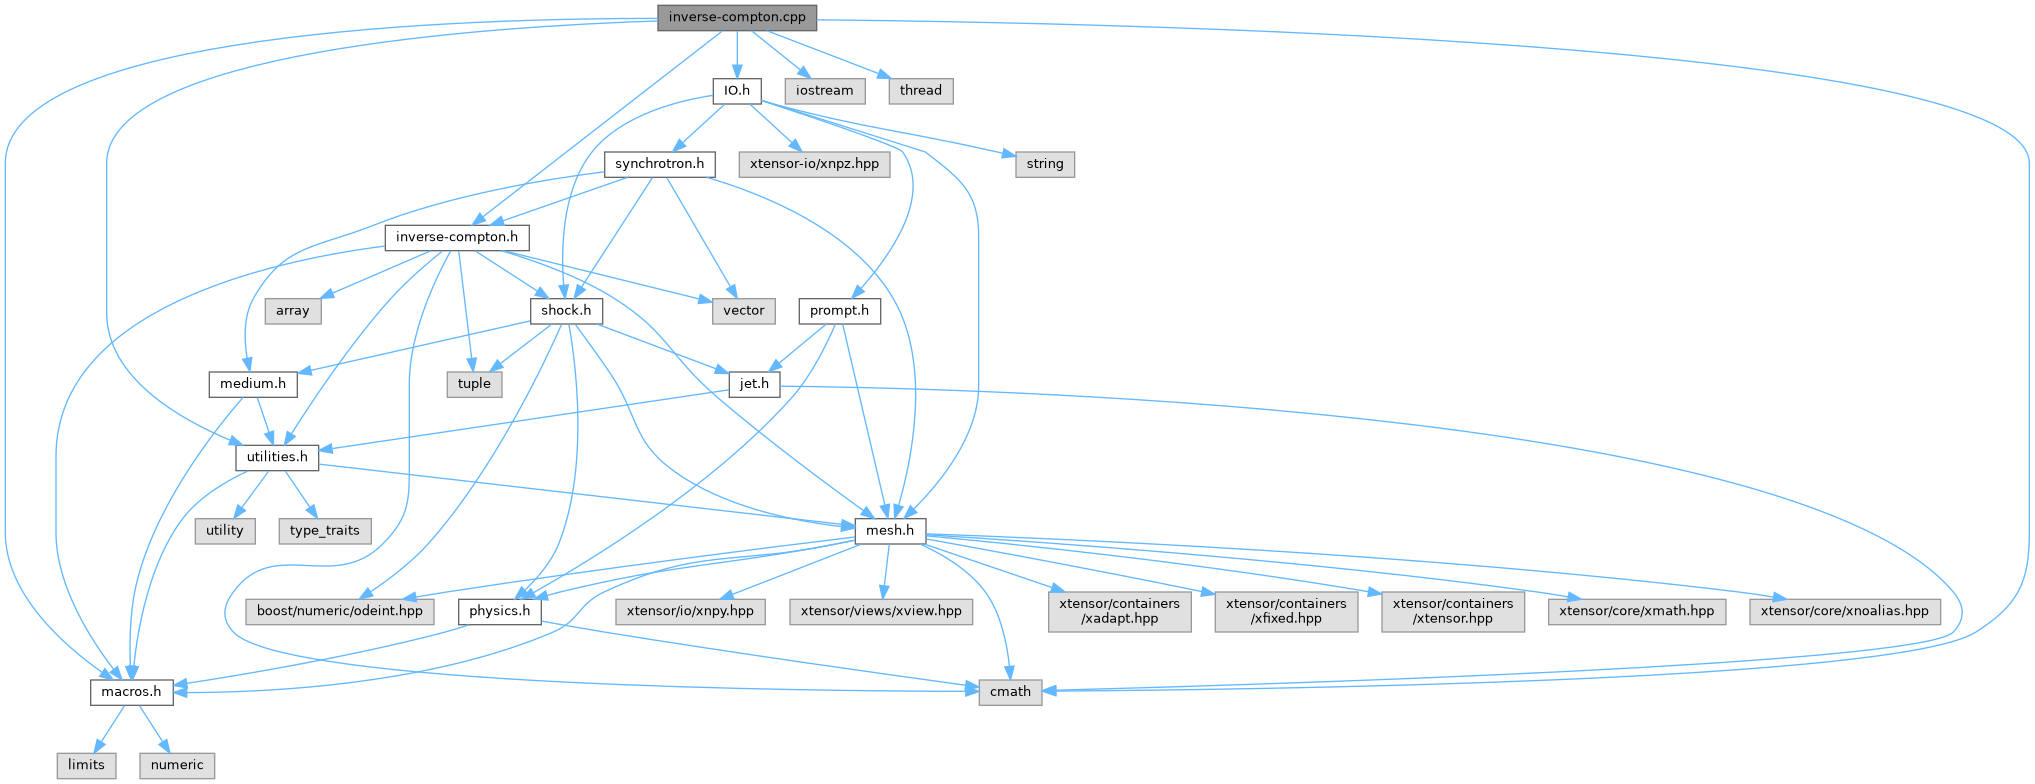 inverse-compton.cpp
IO.h
iostream
thread
synchrotron.h
xtensor-io/xnpz.hpp
string
inverse-compton.h
array
shock.h
vector
prompt.h
medium.h
tuple
jet.h
utilities.h
utility
type_traits
mesh.h
boost/numeric/odeint.hpp
physics.h
xtensor/io/xnpy.hpp
xtensor/views/xview.hpp
xtensor/containers
/xadapt.hpp
xtensor/containers
/xfixed.hpp
xtensor/containers
/xtensor.hpp
xtensor/core/xmath.hpp
xtensor/core/xnoalias.hpp
macros.h
cmath
limits
numeric